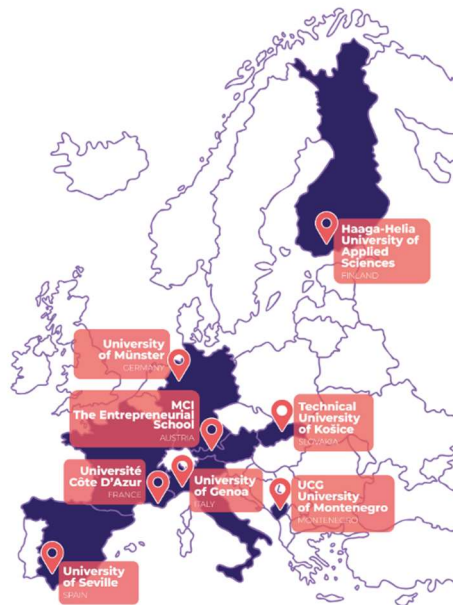 Haaga-Helia
University of
Applied
Sciences
FINLAND
University
of Münster
GERMANY
MCI
The Entrepreneurial
School
AUSTRIA
Technical
University
of Košice
SLOVAKIA
Université
Côte D'Azur
FRANCE
University
of Genoa
ITALY
UCG
University
of Montenegro
MONTENEGRO
University
of Seville
SPAIN